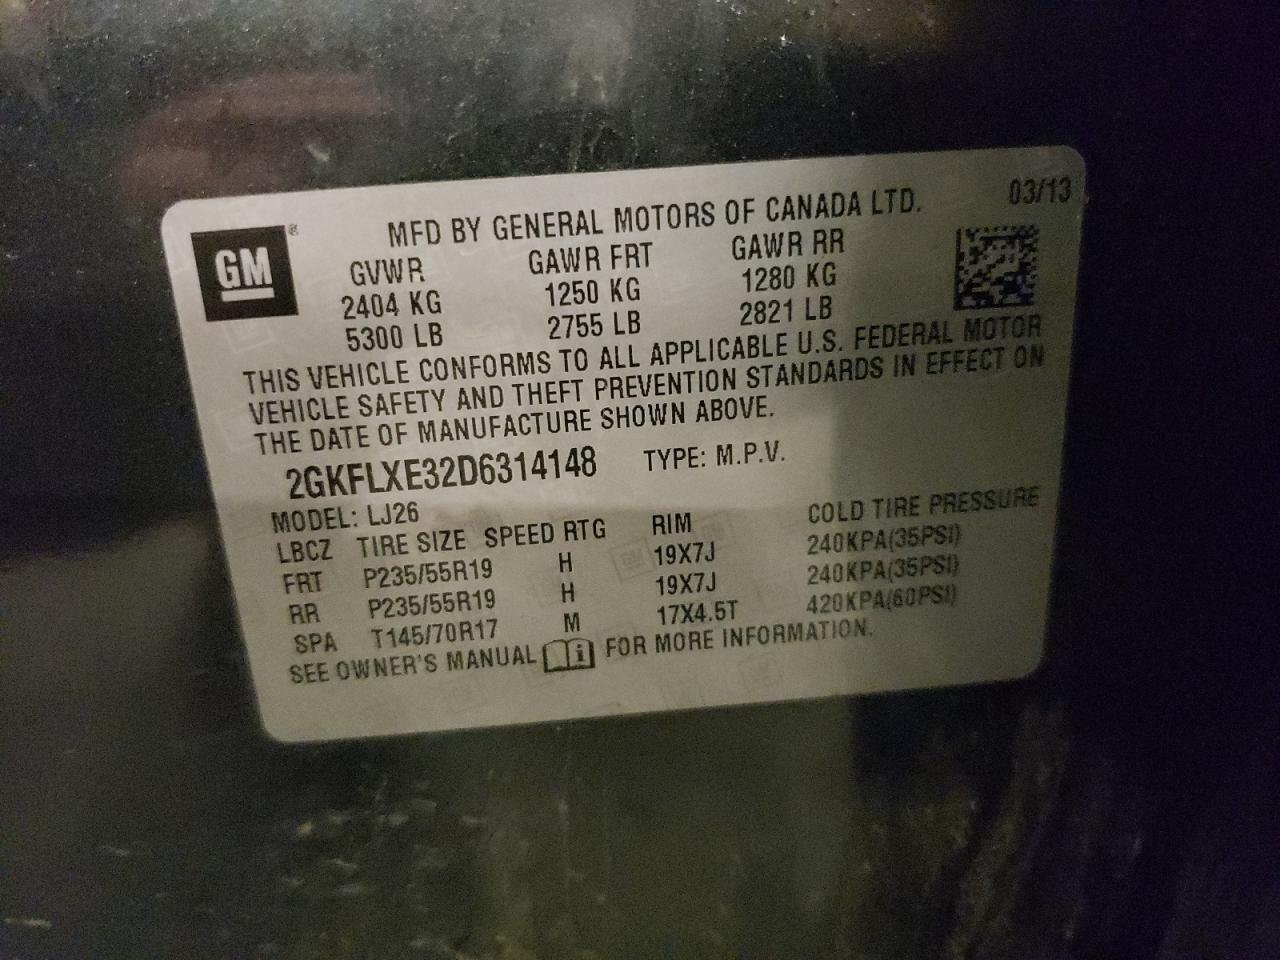 MFD BY GENERAL MOTORS OF CANADA LTD. 03/13
GM®
GVWR GAWR FRT GAWR RR
2404 KG 1250 KG 1280 KG
5300 LB 2755 LB 2821 LB
THIS VEHICLE CONFORMS TO ALL APPLICABLE U.S. FEDERAL MOTOR
VEHICLE SAFETY AND THEFT PREVENTION STANDARDS IN EFFECT ON
THE DATE OF MANUFACTURE SHOWN ABOVE.
2GKFLXE32D6314148 TYPE: M.P.V.
MODEL: LJ26
LBCZ TIRE SIZE SPEED RTG RIM COLD TIRE PRESSURE
FRT P235/55R19 H 19X7J 240KPA(35PSI)
RR P235/55R19 H 19X7J 240KPA(35PSI)
SPA T145/70R17 M 17X4.5T 420KPA(60PSI)
SEE OWNER'S MANUAL i FOR MORE INFORMATION.